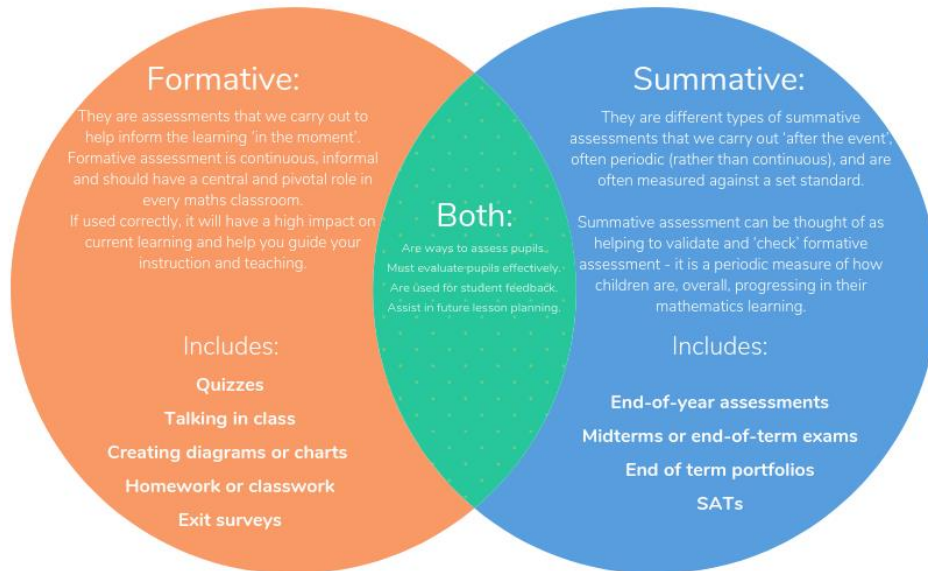 Formative:
They are assessments that we carry out to
help inform the learning 'in the moment'.
Formative assessment is continuous, informal
and should have a central and pivotal role in
every maths classroom.
If used correctly, it will have a high impact on
current learning and help you guide your
instruction and teaching.
Includes:
Quizzes
Talking in class
Creating diagrams or charts
Homework or classwork
Exit surveys
Both:
Are ways to assess pupils.
Must evaluate pupils effectively.
Are used for student feedback.
Assist in future lesson planning.
Summative:
They are different types of summative
assessments that we carry out 'after the event',
often periodic (rather than continuous), and are
often measured against a set standard.
Summative assessment can be thought of as
helping to validate and 'check' formative
assessment - it is a periodic measure of how
children are, overall, progressing in their
mathematics learning.
Includes:
End-of-year assessments
Midterms or end-of-term exams
End of term portfolios
SATs